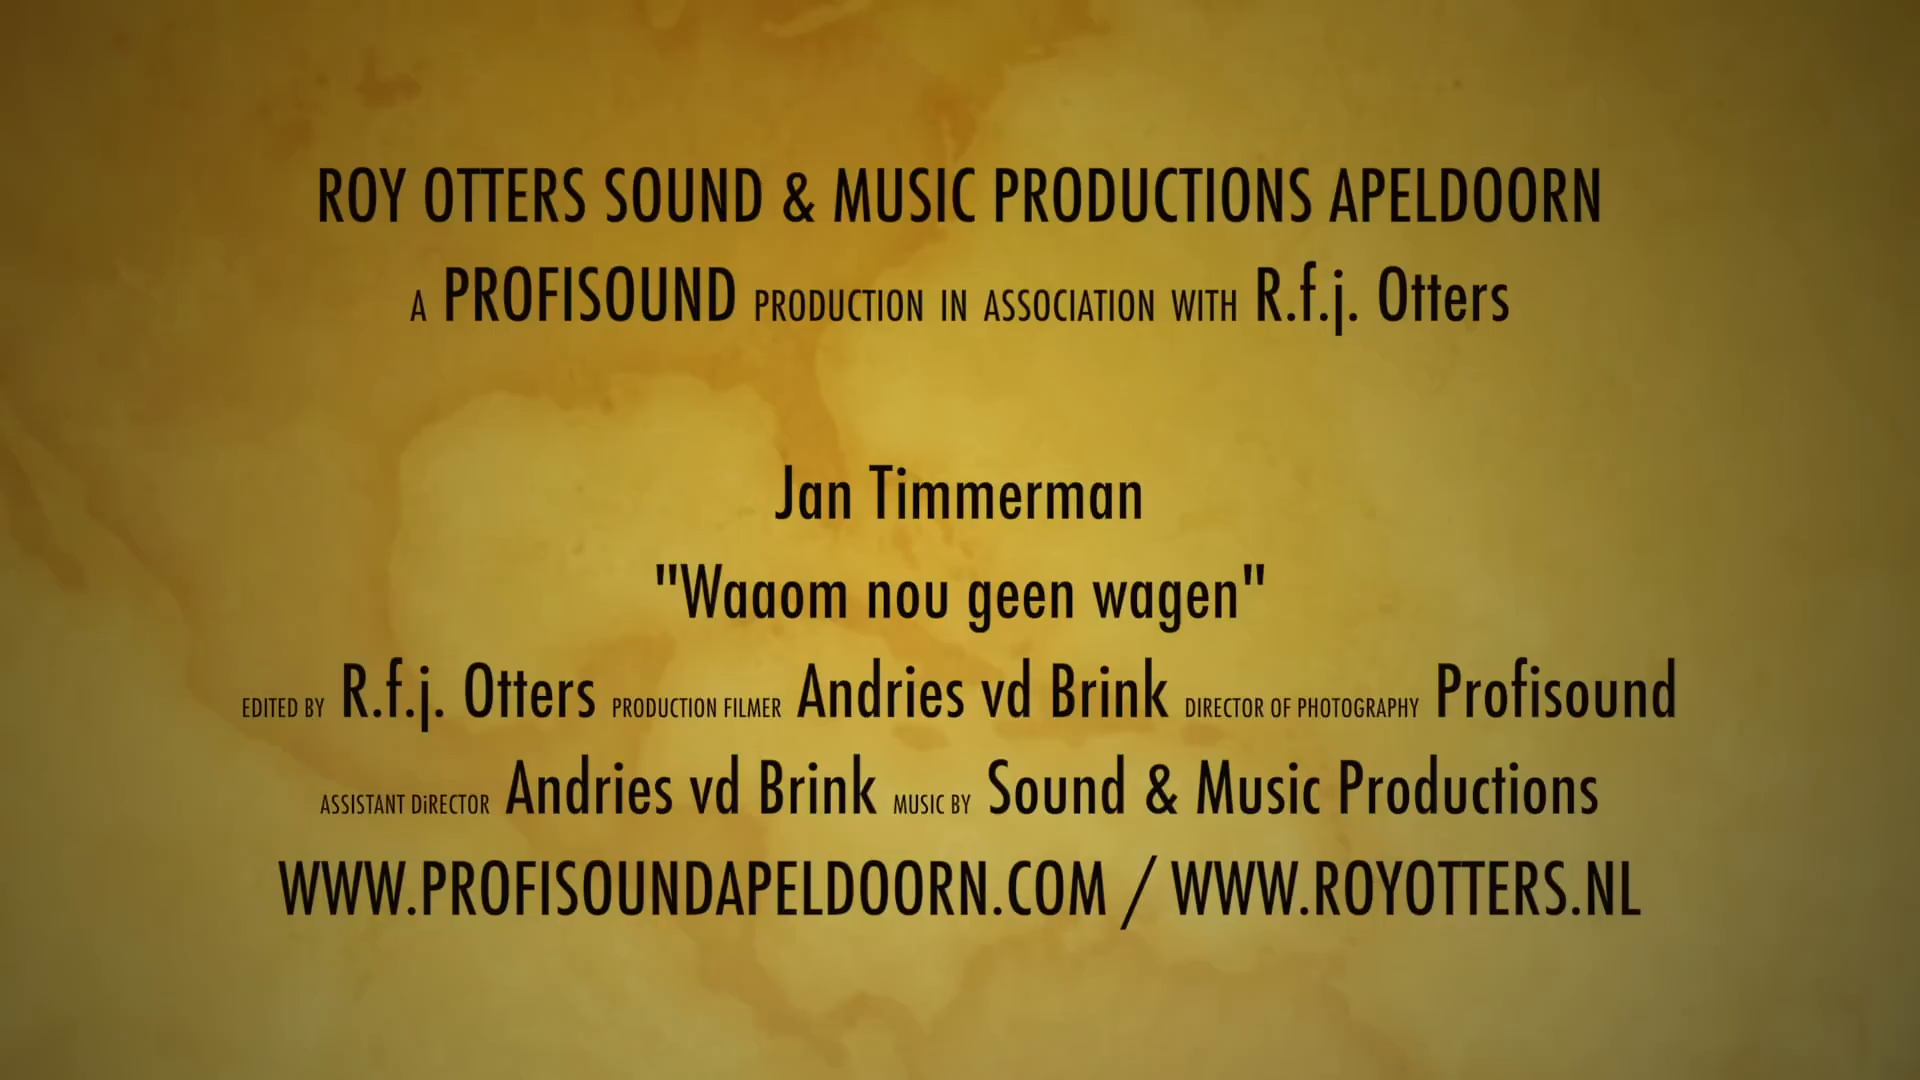 ROY OTTERS SOUND & MUSIC PRODUCTIONS APELDOORN
A PROFISOUND PRODUCTION IN ASSOCIATION WITH R.f.j. Otters
Jan Timmerman
"Waaom nou geen wagen"
EDITED BY R.f.j. Otters PRODUCTION FILMER Andries vd Brink DIRECTOR OF PHOTOGRAPHY Profisound
ASSISTANT DiRECTOR Andries vd Brink MUSIC BY Sound & Music Productions
WWW.PROFISOUNDAPELDOORN.COM / WWW.ROYOTTERS.NL